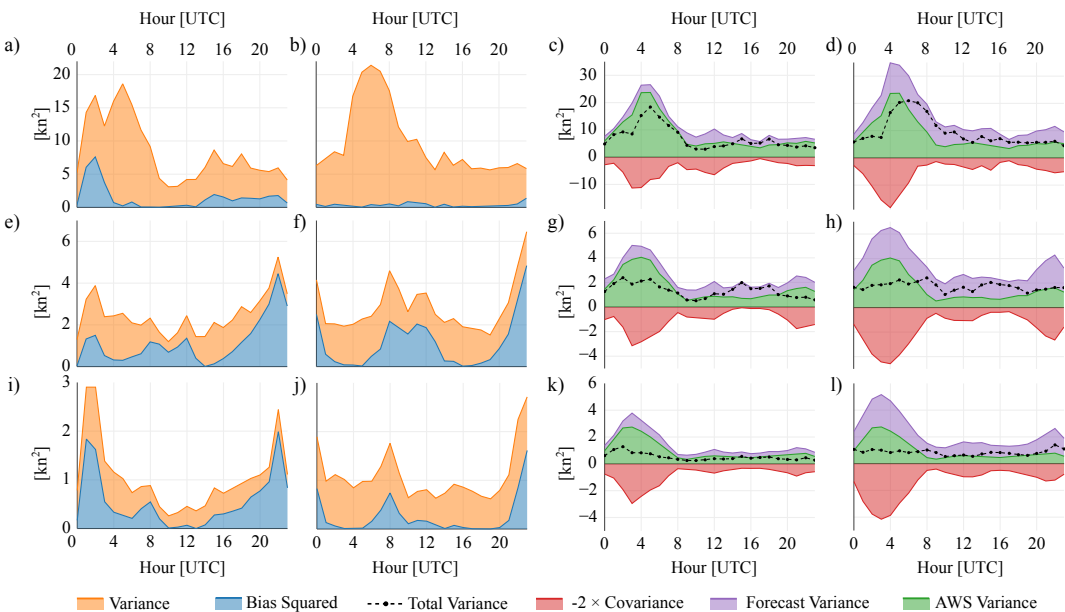 Hour [UTC] Hour [UTC] Hour [UTC] Hour [UTC]
a) 0 4 8 12 16 20 b) 0 4 8 12 16 20 c) 0 4 8 12 16 20 d) 0 4 8 12 16 20
[kn²] 20 15 10 5 0 [kn²] 30 20 10 0 −10
e) f) g) h)
[kn²] 6 4 2 0 [kn²] 6 4 2 0 −2 −4
i) j) k) l)
[kn²] 3 2 1 0 [kn²] 6 4 2 0 −2 −4
0 4 8 12 16 20 0 4 8 12 16 20 0 4 8 12 16 20 0 4 8 12 16 20
Hour [UTC] Hour [UTC] Hour [UTC] Hour [UTC]
Variance Bias Squared Total Variance -2 × Covariance Forecast Variance AWS Variance